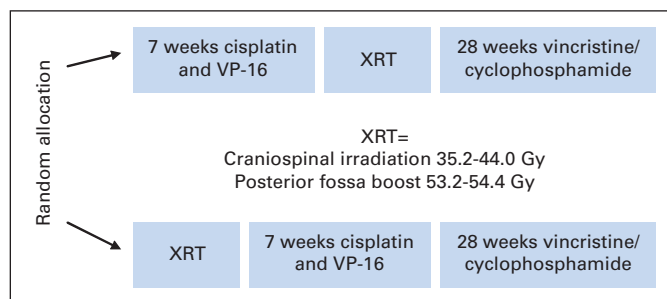 Random allocation
7 weeks cisplatin
and VP-16
XRT
28 weeks vincristine/
cyclophosphamide
XRT=
Craniospinal irradiation 35.2-44.0 Gy
Posterior fossa boost 53.2-54.4 Gy
XRT
7 weeks cisplatin
and VP-16
28 weeks vincristine/
cyclophosphamide